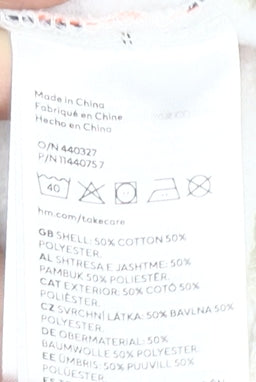 Made in China
Fabriqué en Chine
Hecho en China
O/N 440327
P/N 11440757
40
hm.com/takecare
GB SHELL: 50% COTTON 50%
POLYESTER.
AL SHTRESA E JASHTME: 50%
PAMBUK 50% POLIESTËR.
CAT EXTERIOR: 50% COTÓ 50%
POLIÈSTER.
CZ SVRCHNÍ LÁTKA: 50% BAVLNA 50%
POLYESTER.
DE OBERMATERIAL: 50%
BAUMWOLLE 50% POLYESTER.
EE ÜMBRIS: 50% PUUVILL 50%
POLÜESTER.